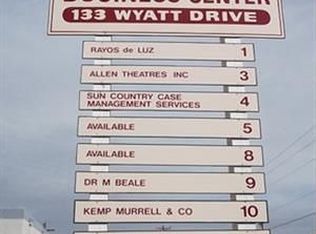 BUSINESS CENTER
133 WYATT DRIVE
RAYOS de LUZ 1
ALLEN THEATRES INC 3
SUN COUNTRY CASE
MANAGEMENT SERVICES 4
AVAILABLE 5
AVAILABLE 8
DR M BEALE 9
KEMP MURRELL & CO 10